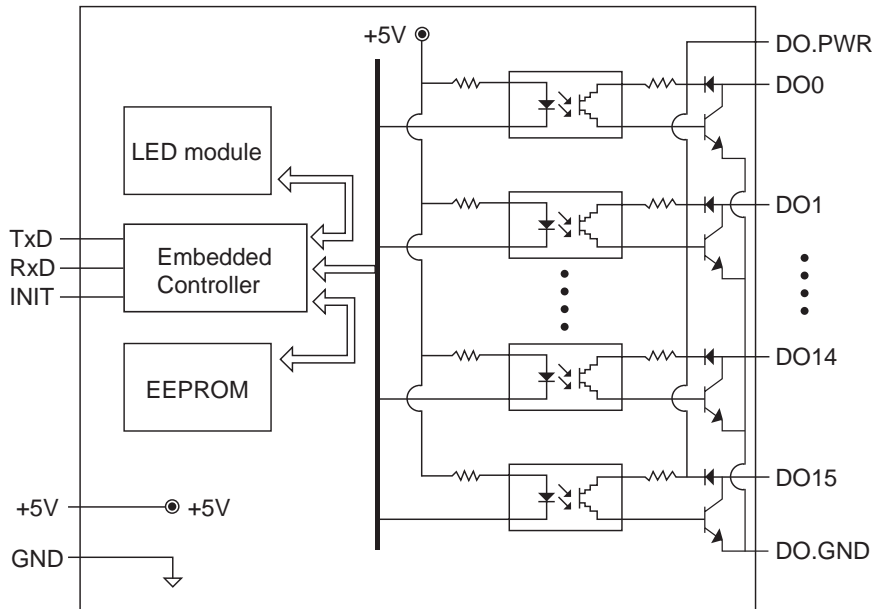 +5V
DO.PWR
DO0
LED module
DO1
TxD
RxD
INIT
Embedded
Controller
DO14
EEPROM
DO15
+5V
+5V
GND
DO.GND